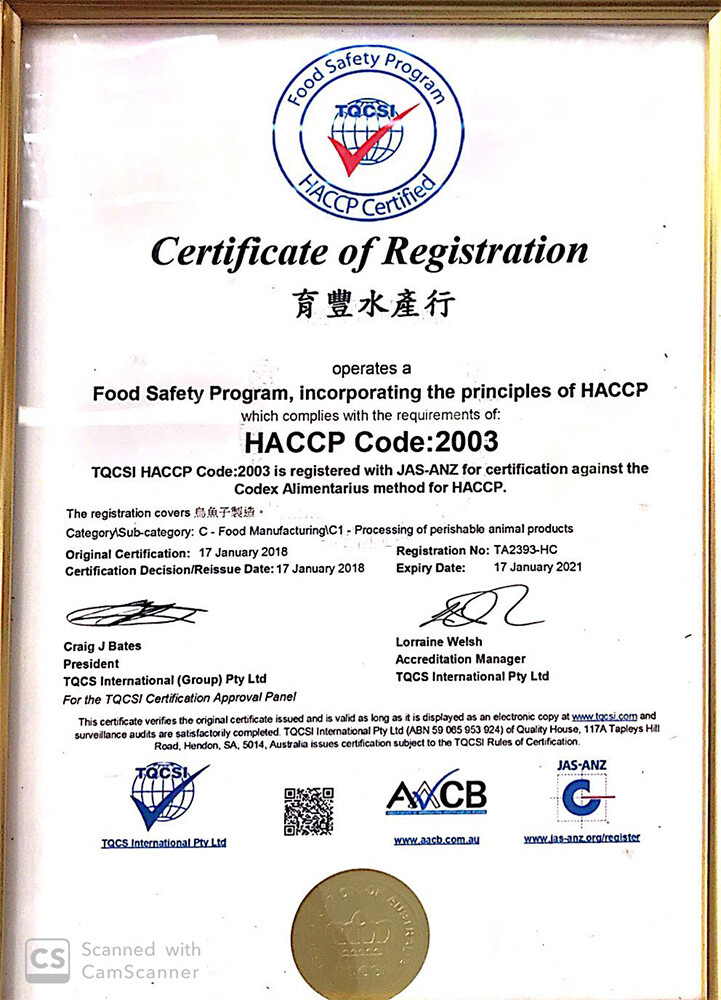 Food Safety Program
TQCSI
HACCP Certified
Certificate of Registration
育豐水產行
operates a
Food Safety Program, incorporating the principles of HACCP
which complies with the requirements of:
HACCP Code:2003
TQCSI HACCP Code:2003 is registered with JAS-ANZ for certification against the
Codex Alimentarius method for HACCP.
The registration covers 烏魚子製造。
Category\Sub-category: C - Food Manufacturing\C1 - Processing of perishable animal products
Original Certification: 17 January 2018
Registration No: TA2393-HC
Certification Decision/Reissue Date: 17 January 2018
Expiry Date: 17 January 2021
Craig J Bates
President
TQCS International (Group) Pty Ltd
For the TQCSI Certification Approval Panel
Lorraine Welsh
Accreditation Manager
TQCS International Pty Ltd
This certificate verifies the original certificate issued and is valid as long as it is displayed as an electronic copy at www.tqcsi.com and
surveillance audits are satisfactorily completed. TQCSI International Pty Ltd (ABN 59 065 953 924) of Quality House, 117A Tapleys Hill
Road, Hendon, SA, 5014, Australia issues certification subject to the TQCSI Rules of Certification.
TQCSI
TQCS International Pty Ltd
AACB
www.aacb.com.au
JAS-ANZ
www.jas-anz.org/register
CS
Scanned with
CamScanner